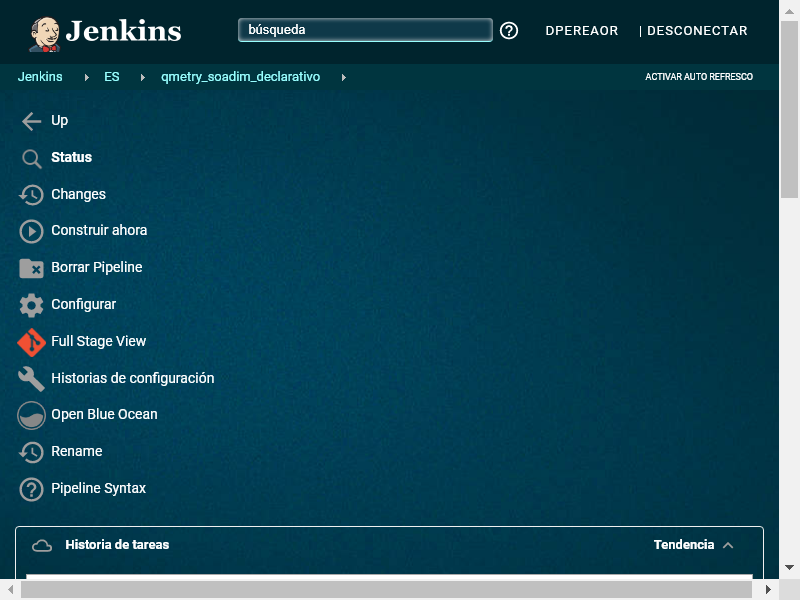 Jenkins búsqueda DPEREAOR | DESCONECTAR
Jenkins ES qmetry_soadim_declarativo ACTIVAR AUTO REFRESCO
Up
Status
Changes
Construir ahora
Borrar Pipeline
Configurar
Full Stage View
Historias de configuración
Open Blue Ocean
Rename
Pipeline Syntax
Historia de tareas Tendencia